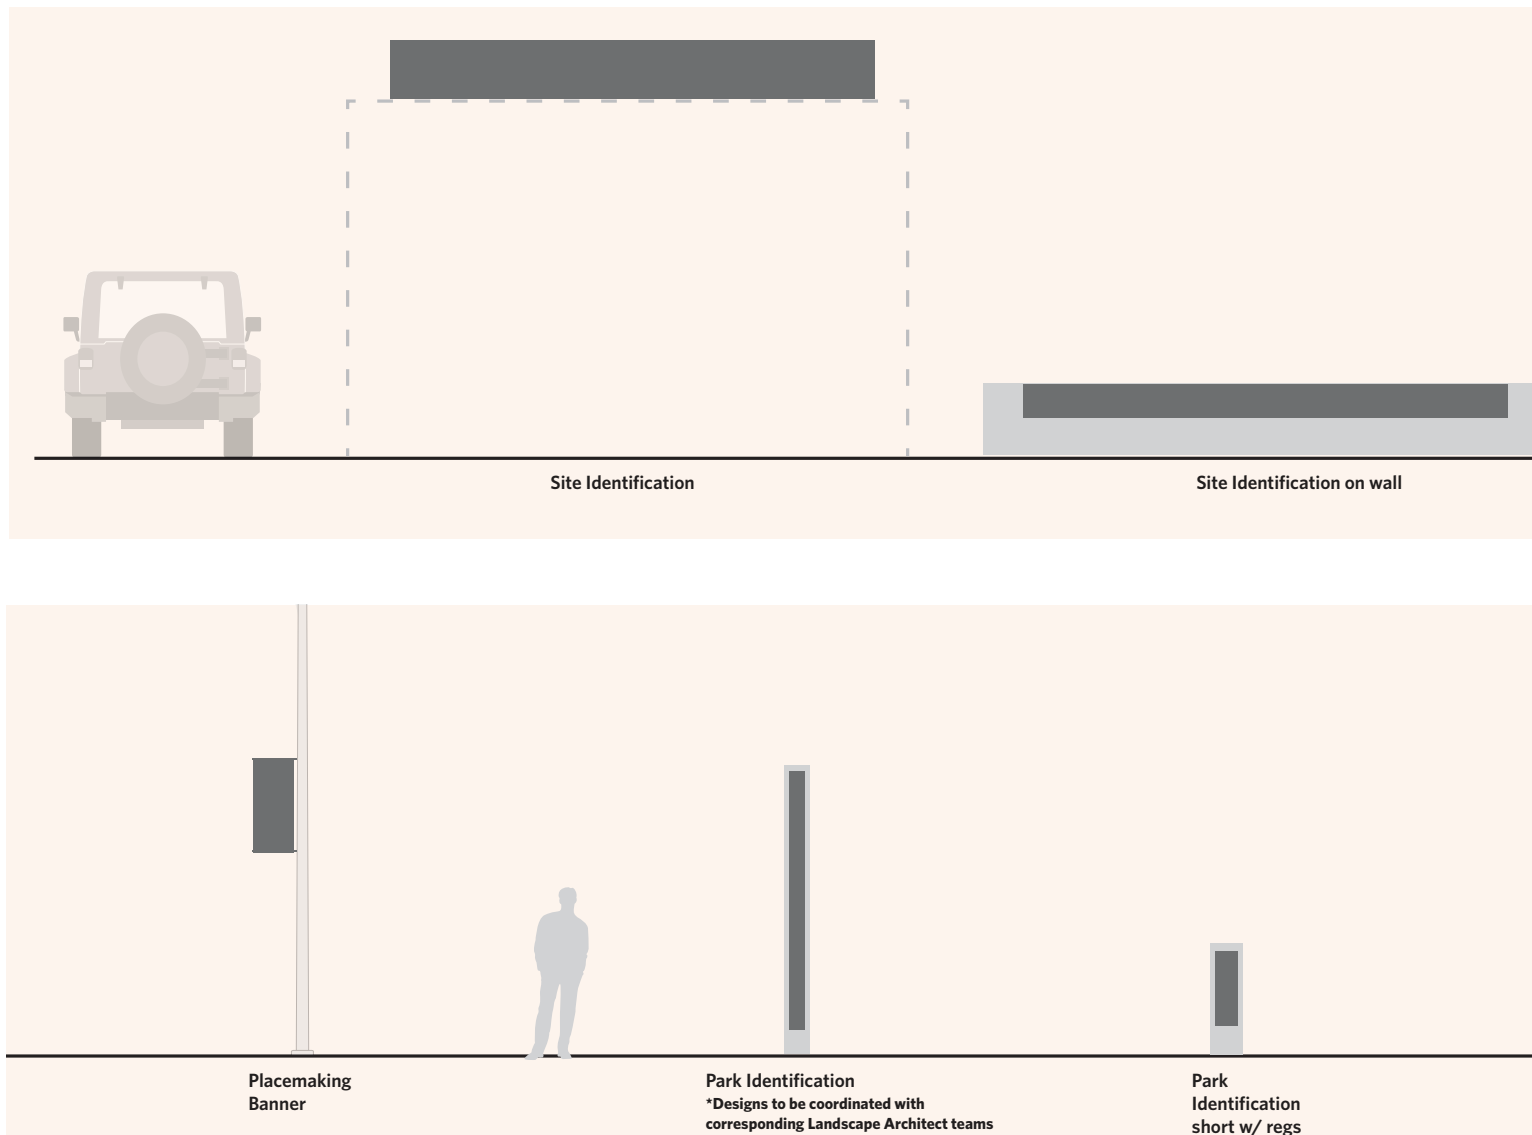 Site Identification
Site Identification on wall
Placemaking
Banner
Park Identification
*Designs to be coordinated with
corresponding Landscape Architect teams
Park
Identification
short w/ regs